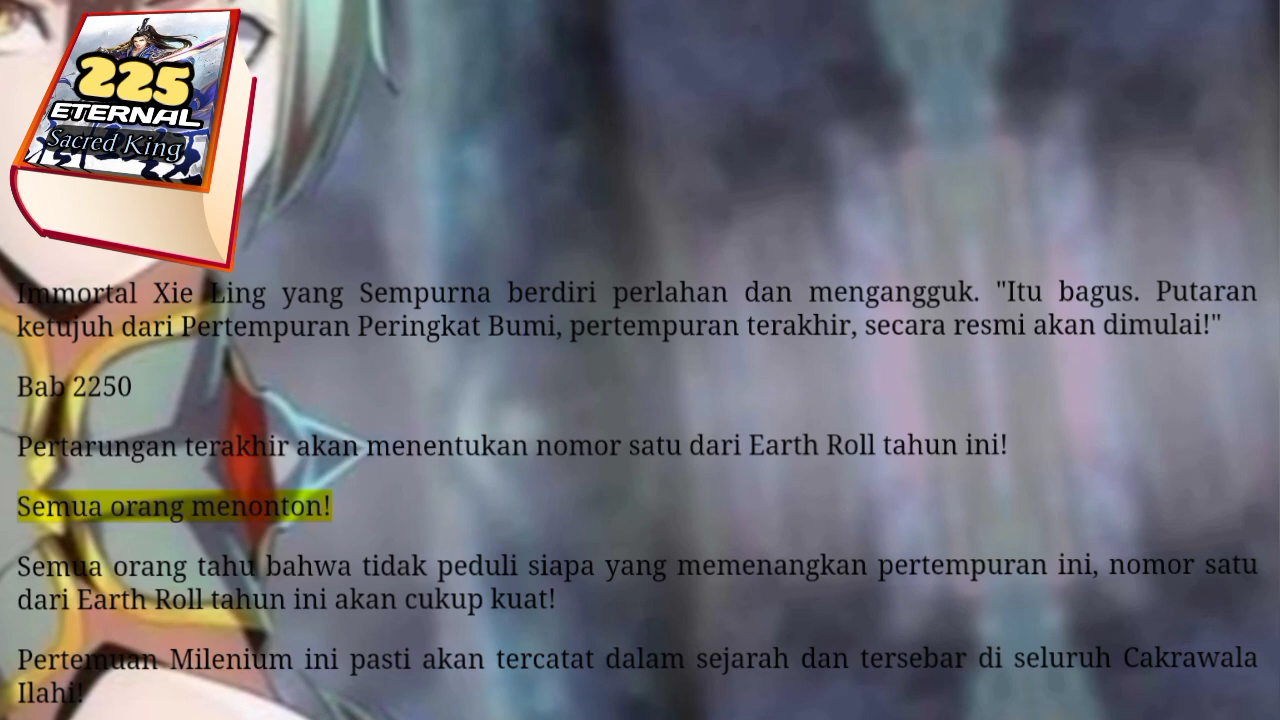 225
ETERNAL
Sacred King
Immortal Xie Ling yang Sempurna berdiri perlahan dan mengangguk. "Itu bagus. Putaran
ketujuh dari Pertempuran Peringkat Bumi, pertempuran terakhir, secara resmi akan dimulai!"
Bab 2250
Pertarungan terakhir akan menentukan nomor satu dari Earth Roll tahun ini!
Semua orang menonton!
Semua orang tahu bahwa tidak peduli siapa yang memenangkan pertempuran ini, nomor satu
dari Earth Roll tahun ini akan cukup kuat!
Pertemuan Milenium ini pasti akan tercatat dalam sejarah dan tersebar di seluruh Cakrawala
Ilahi!